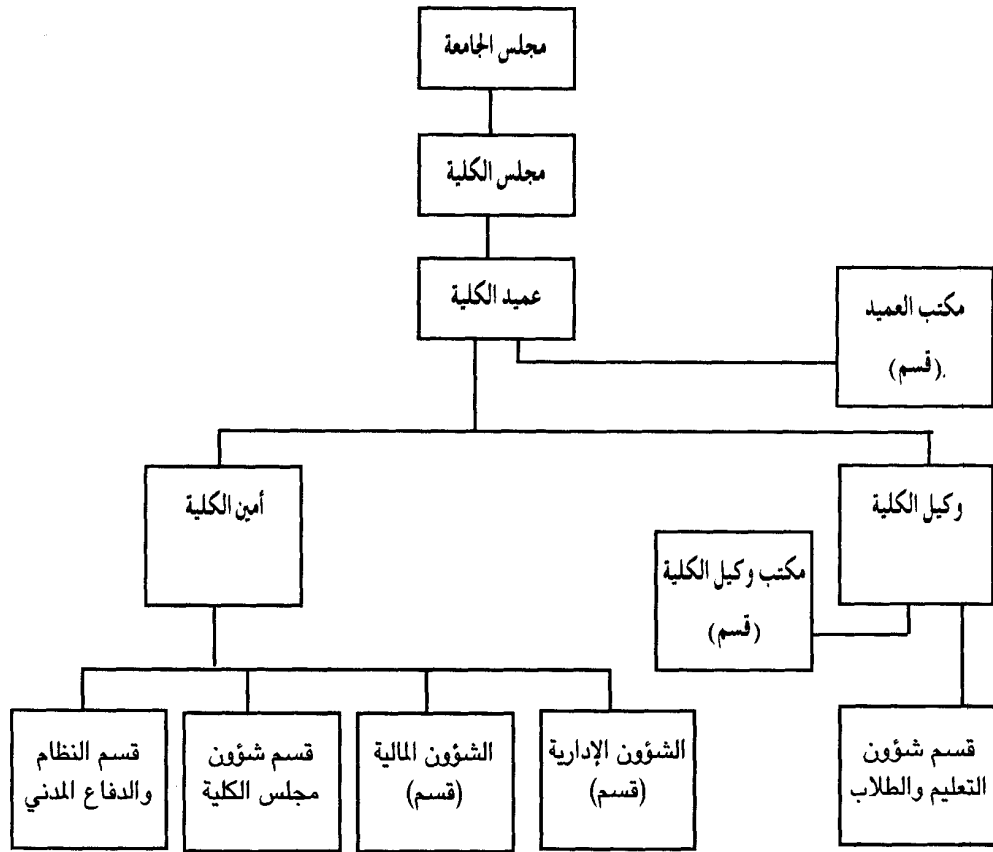 مجلس الجامعة
مجلس الكلية
عميد الكلية
مكتب العميد
(قسم).
وكيل الكلية
أمين الكلية
مكتب وكيل الكلية
(قسم)
قسم شؤون
التعليم والطلاب
الشؤون الإدارية
(قسم)
الشؤون المالية
(قسم)
قسم شؤون
مجلس الكلية
قسم النظام
والدفاع المدني